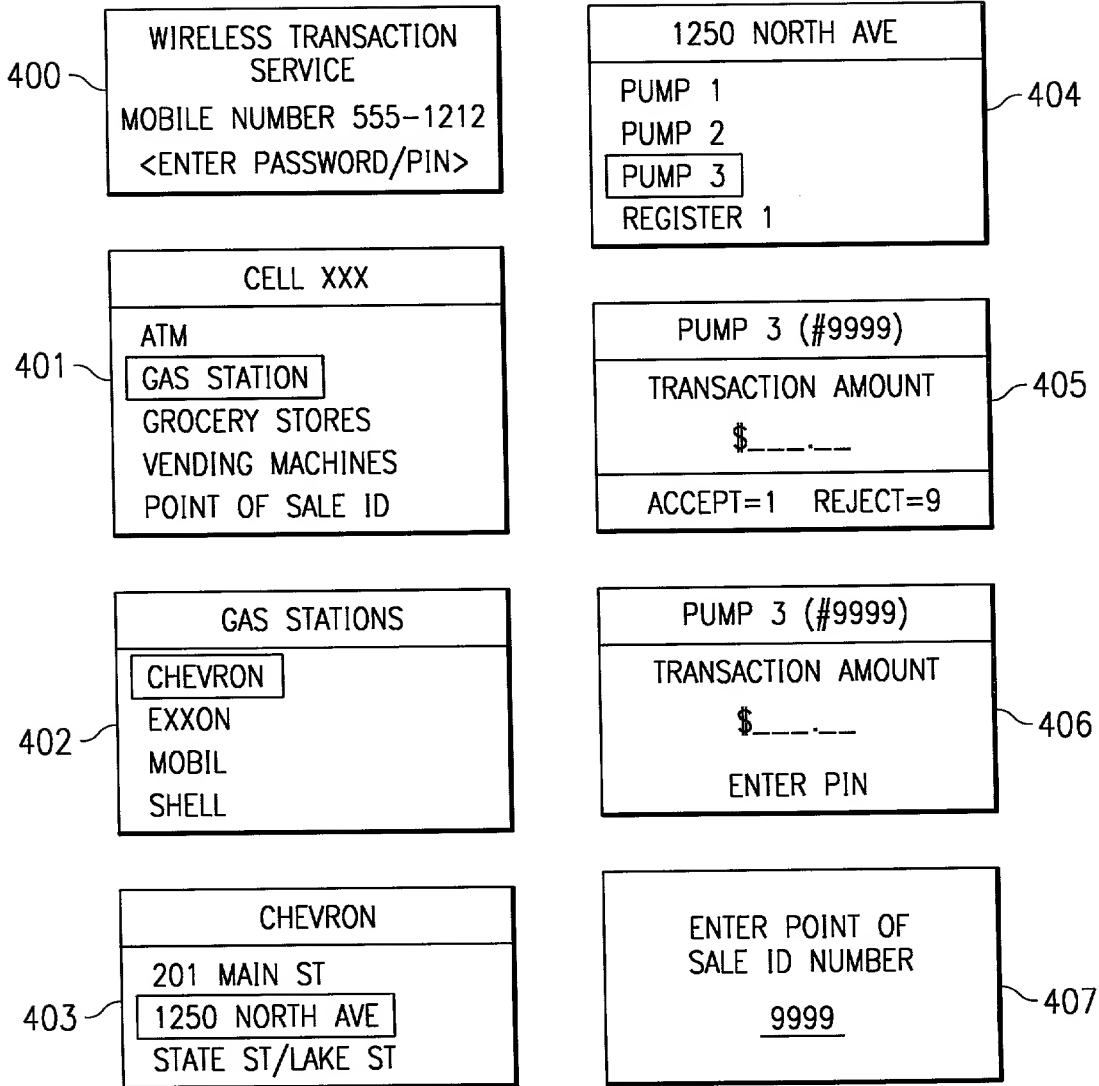 400
WIRELESS TRANSACTION
SERVICE
MOBILE NUMBER 555-1212
<ENTER PASSWORD/PIN>
401
CELL XXX
ATM
GAS STATION
GROCERY STORES
VENDING MACHINES
POINT OF SALE ID
402
GAS STATIONS
CHEVRON
EXXON
MOBIL
SHELL
403
CHEVRON
201 MAIN ST
1250 NORTH AVE
STATE ST/LAKE ST
1250 NORTH AVE
PUMP 1
PUMP 2
PUMP 3
REGISTER 1
404
PUMP 3 (#9999)
TRANSACTION AMOUNT
$___.__
ACCEPT=1 REJECT=9
405
PUMP 3 (#9999)
TRANSACTION AMOUNT
$___.__
ENTER PIN
406
ENTER POINT OF
SALE ID NUMBER
9999
407